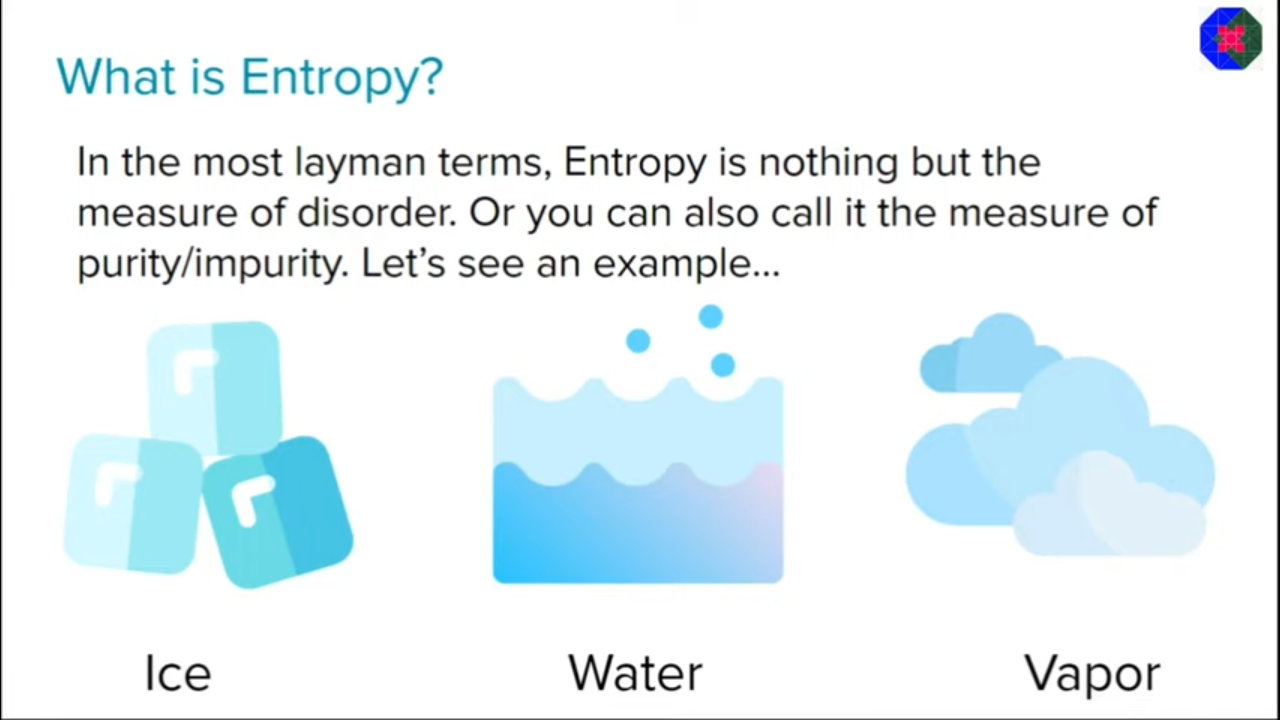 What is Entropy?
In the most layman terms, Entropy is nothing but the
measure of disorder. Or you can also call it the measure of
purity/impurity. Let's see an example...
Ice
Water
Vapor